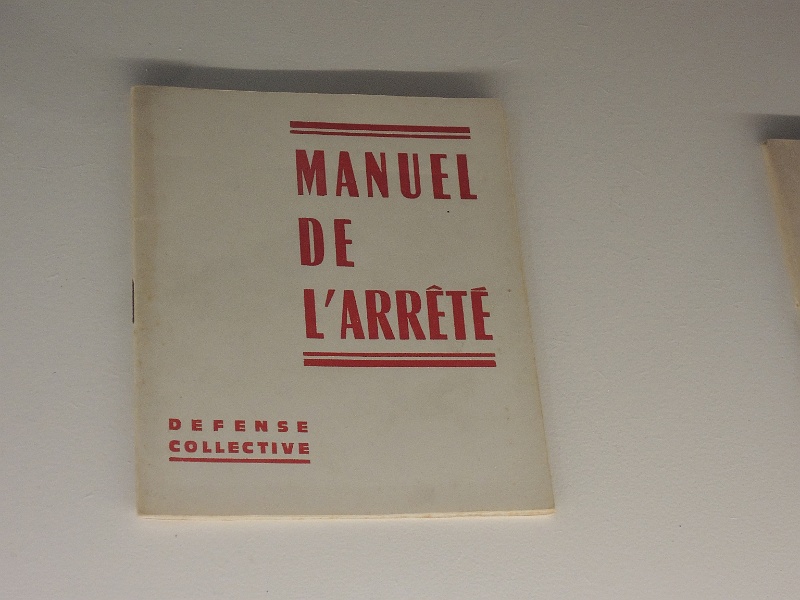 MANUEL
DE
L'ARRÊTÉ
DEFENSE
COLLECTIVE